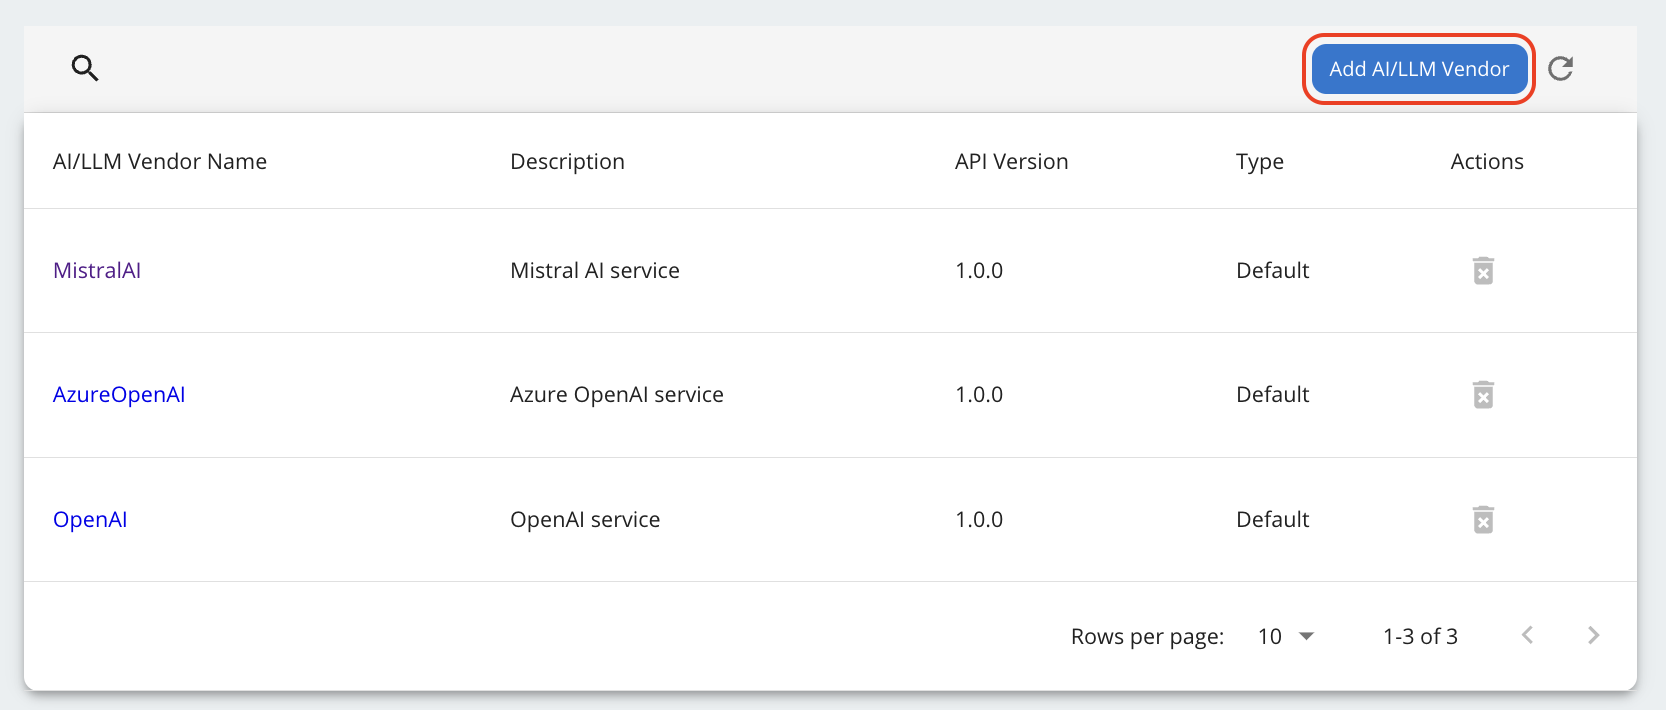 Add AI/LLM Vendor
AI/LLM Vendor Name Description API Version Type Actions
MistralAI Mistral AI service 1.0.0 Default
AzureOpenAI Azure OpenAI service 1.0.0 Default
OpenAI OpenAI service 1.0.0 Default
Rows per page: 10 1-3 of 3